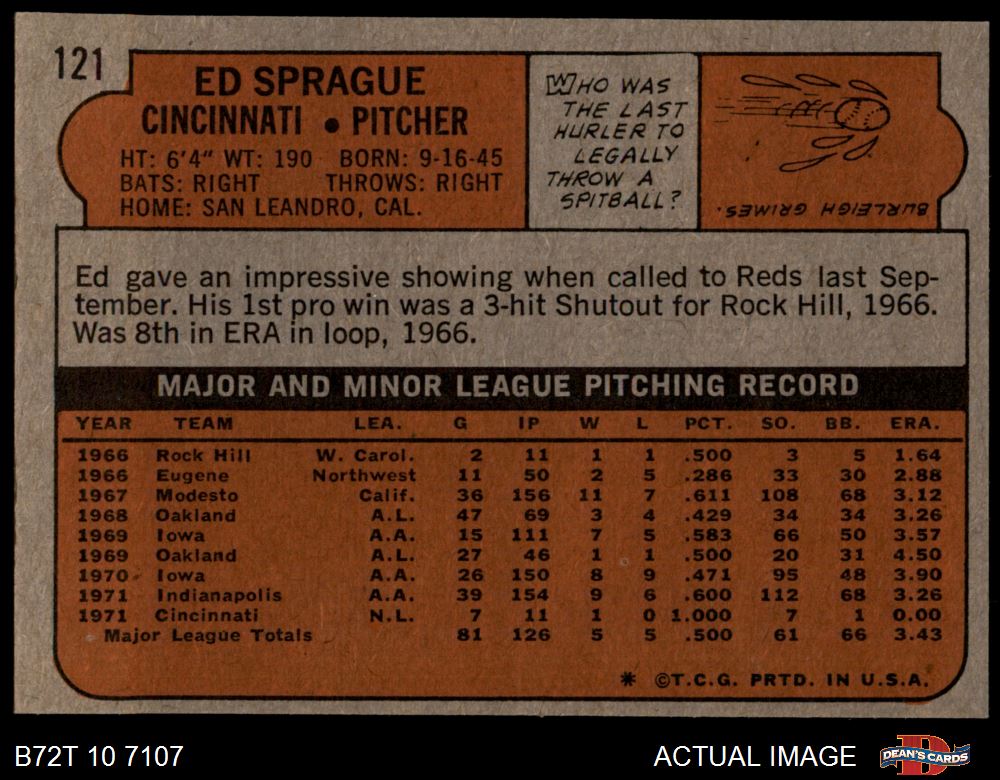 121
ED SPRAGUE
CINCINNATI • PITCHER
HT: 6'4" WT: 190 BORN: 9-16-45
BATS: RIGHT THROWS: RIGHT
HOME: SAN LEANDRO, CAL.
WHO WAS
THE LAST
HURLER TO
LEGALLY
THROW A
SPITBALL?
BURLEIGH GRIMES.
Ed gave an impressive showing when called to Reds last Sep-
tember. His 1st pro win was a 3-hit Shutout for Rock Hill, 1966.
Was 8th in ERA in loop, 1966.
MAJOR AND MINOR LEAGUE PITCHING RECORD
YEAR TEAM LEA. G IP W L PCT. SO. BB. ERA.
1966 Rock Hill W. Carol. 2 11 1 1 .500 3 5 1.64
1966 Eugene Northwest 11 50 2 5 .286 33 30 2.88
1967 Modesto Calif. 36 156 11 7 .611 108 68 3.12
1968 Oakland A.L. 47 69 3 4 .429 34 34 3.26
1969 Iowa A.A. 15 111 7 5 .583 66 50 3.57
1969 Oakland A.L. 27 46 1 1 .500 20 31 4.50
1970 Iowa A.A. 26 150 8 9 .471 95 48 3.90
1971 Indianapolis A.A. 39 154 9 6 .600 112 68 3.26
1971 Cincinnati N.L. 7 11 1 0 1.000 7 1 0.00
Major League Totals 81 126 5 5 .500 61 66 3.43
* ©T.C.G. PRTD. IN U.S.A.
B72T 10 7107
ACTUAL IMAGE
DEAN'S CARDS